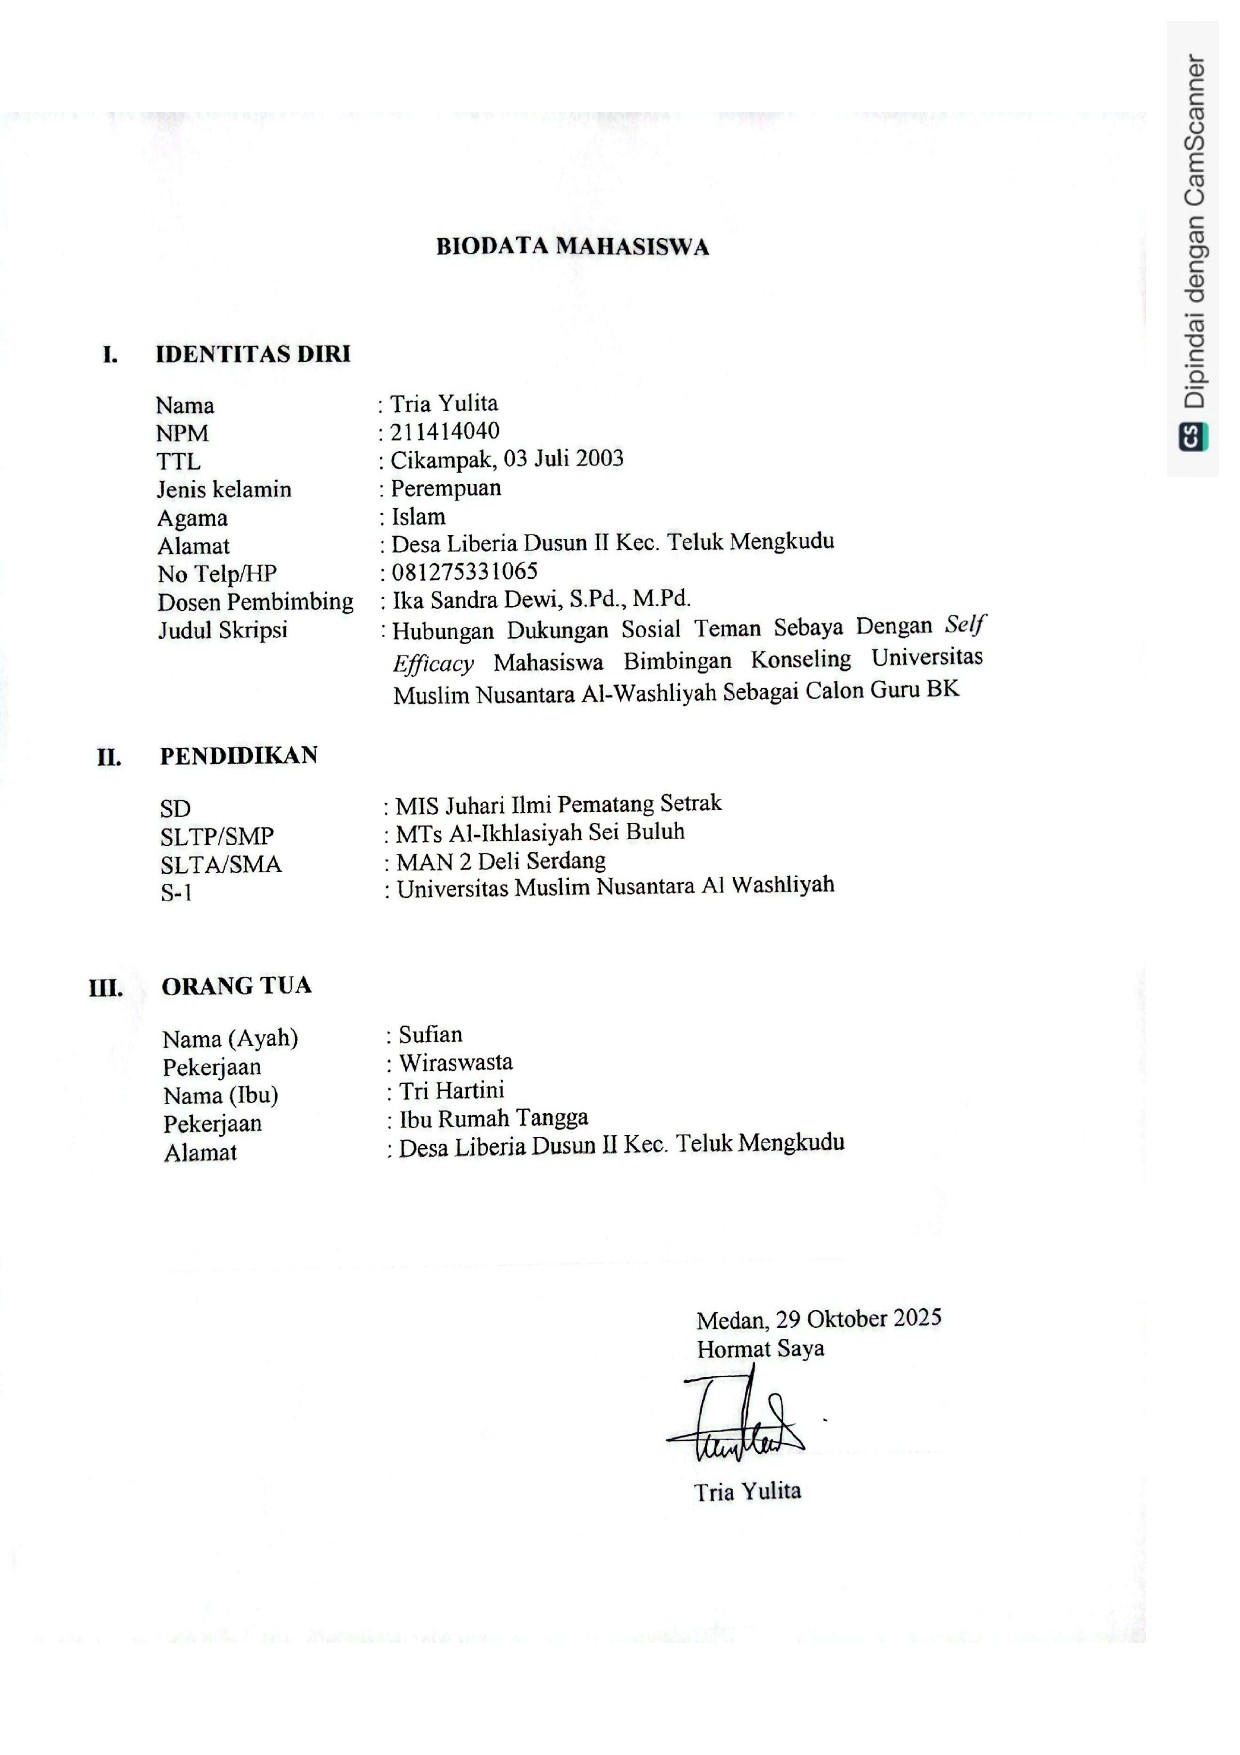 BIODATA MAHASISWA
I. IDENTITAS DIRI
Nama : Tria Yulita
NPM : 211414040
TTL : Cikampak, 03 Juli 2003
Jenis kelamin : Perempuan
Agama : Islam
Alamat : Desa Liberia Dusun II Kec. Teluk Mengkudu
No Telp/HP : 081275331065
Dosen Pembimbing : Ika Sandra Dewi, S.Pd., M.Pd.
Judul Skripsi : Hubungan Dukungan Sosial Teman Sebaya Dengan Self
Efficacy Mahasiswa Bimbingan Konseling Universitas
Muslim Nusantara Al-Washliyah Sebagai Calon Guru BK
II. PENDIDIKAN
SD : MIS Juhari Ilmi Pematang Setrak
SLTP/SMP : MTs Al-Ikhlasiyah Sei Buluh
SLTA/SMA : MAN 2 Deli Serdang
S-1 : Universitas Muslim Nusantara Al Washliyah
III. ORANG TUA
Nama (Ayah) : Sufian
Pekerjaan : Wiraswasta
Nama (Ibu) : Tri Hartini
Pekerjaan : Ibu Rumah Tangga
Alamat : Desa Liberia Dusun II Kec. Teluk Mengkudu
Medan, 29 Oktober 2025
Hormat Saya
Tria Yulita
CS Dipindai dengan CamScanner